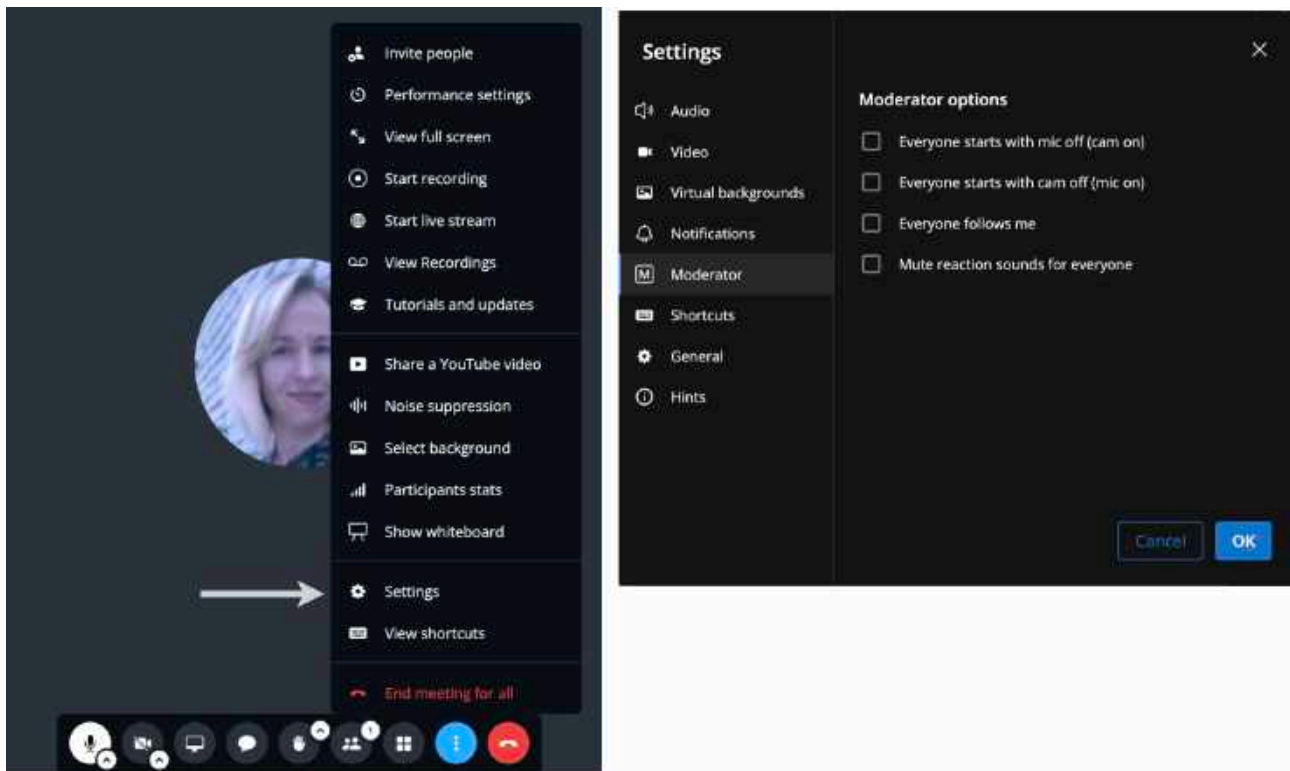 Invite people
Performance settings
View full screen
Start recording
Start live stream
View Recordings
Tutorials and updates
Share a YouTube video
Noise suppression
Select background
Participants stats
Show whiteboard
Settings
View shortcuts
End meeting for all
1
Settings
Audio
Video
Virtual backgrounds
Notifications
M Moderator
Shortcuts
General
Hints
Moderator options
Everyone starts with mic off (cam on)
Everyone starts with cam off (mic on)
Everyone follows me
Mute reaction sounds for everyone
Cancel
OK